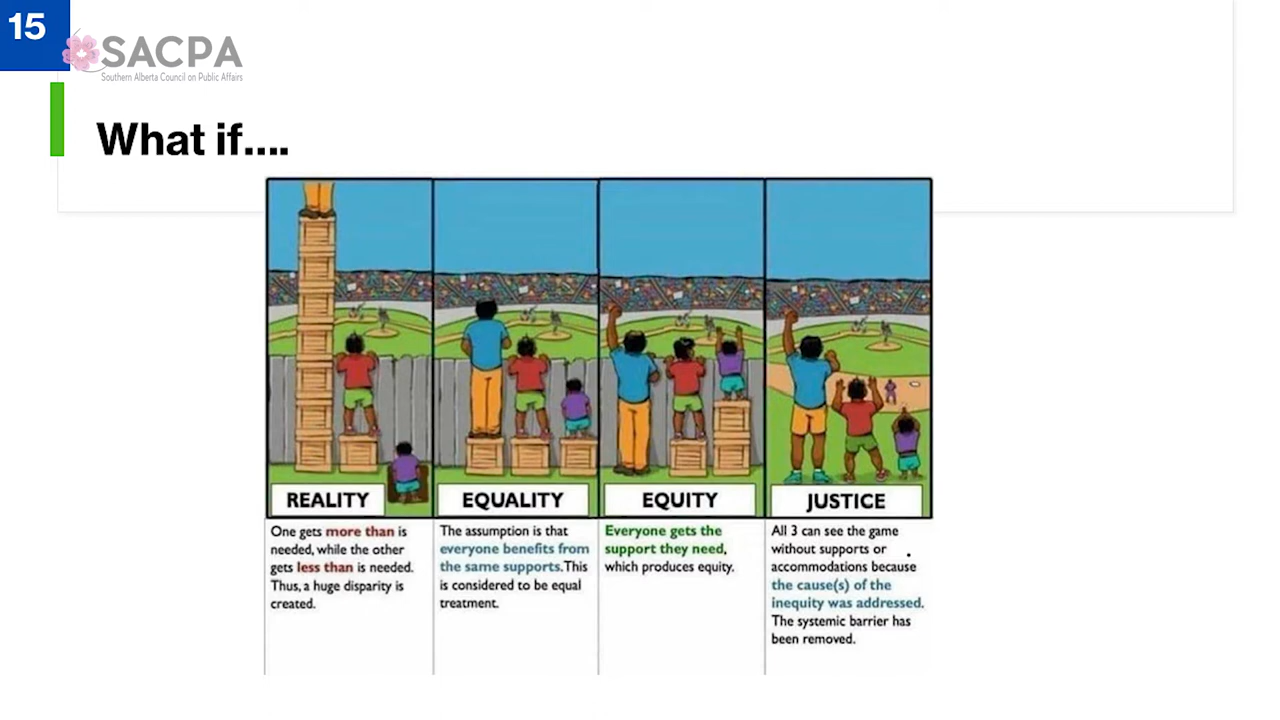 15
SACPA
Southern Alberta Council on Public Affairs
What if....
REALITY
EQUALITY
EQUITY
JUSTICE
One gets more than is
needed, while the other
gets less than is needed.
Thus, a huge disparity is
created.
The assumption is that
everyone benefits from
the same supports. This
is considered to be equal
treatment.
Everyone gets the
support they need,
which produces equity.
All 3 can see the game
without supports or
accommodations because
the cause(s) of the
inequity was addressed.
The systemic barrier has
been removed.